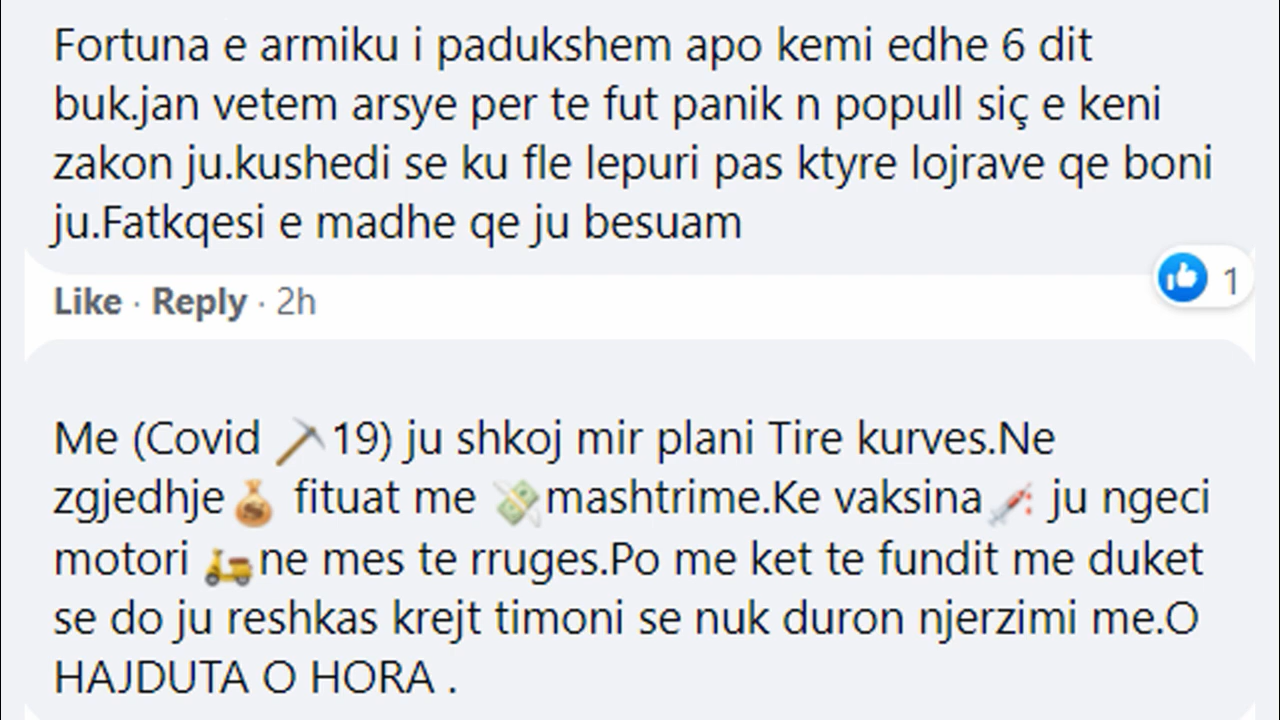 Fortuna e armiku i padukshem apo kemi edhe 6 dit
buk.jan vetem arsye per te fut panik n popull siç e keni
zakon ju.kushedi se ku fle lepuri pas ktyre lojrave qe boni
ju.Fatkqesi e madhe qe ju besuam
1
Like · Reply · 2h
Me (Covid ⛏️19) ju shkoj mir plani Tire kurves.Ne
zgjedhje💰 fituat me 💸mashtrime.Ke vaksina💉 ju ngeci
motori 🛵ne mes te rruges.Po me ket te fundit me duket
se do ju reshkas krejt timoni se nuk duron njerzimi me.O
HAJDUTA O HORA .